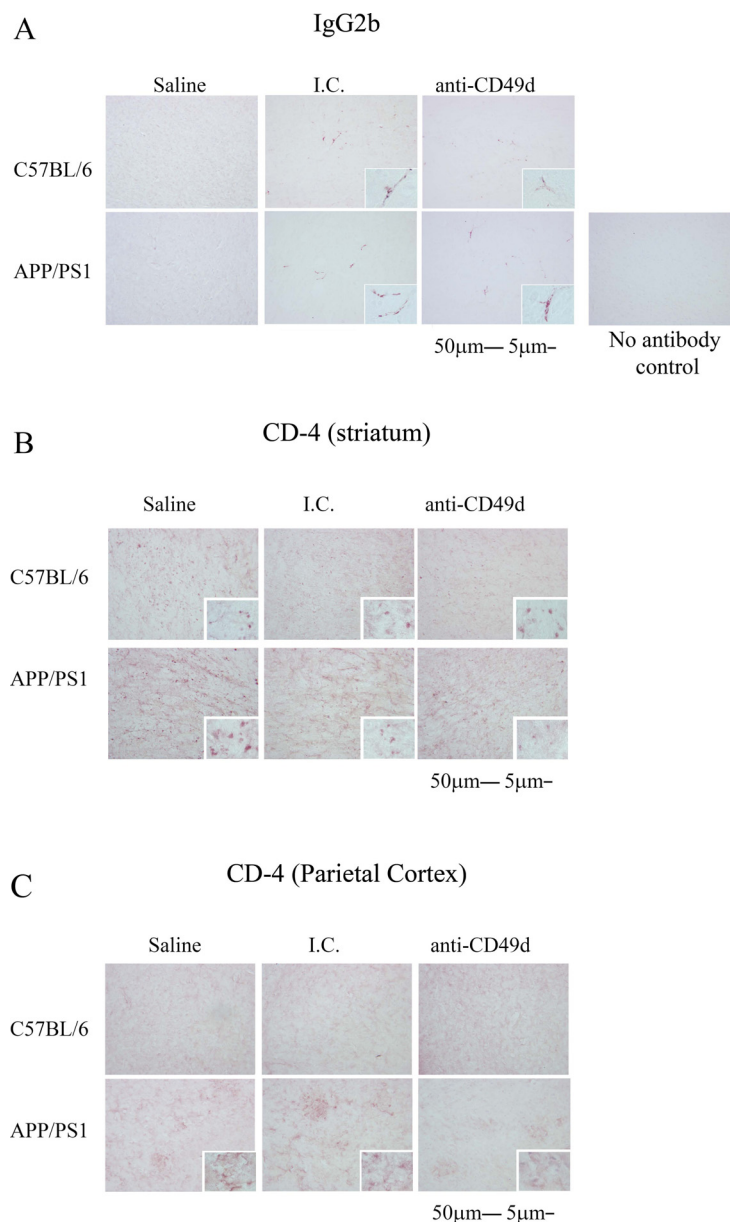 A
IgG2b
Saline I.C. anti-CD49d
C57BL/6
APP/PS1
50μm 5μm
No antibody
control
B
CD-4 (striatum)
Saline I.C. anti-CD49d
C57BL/6
APP/PS1
50μm 5μm
C
CD-4 (Parietal Cortex)
Saline I.C. anti-CD49d
C57BL/6
APP/PS1
50μm 5μm